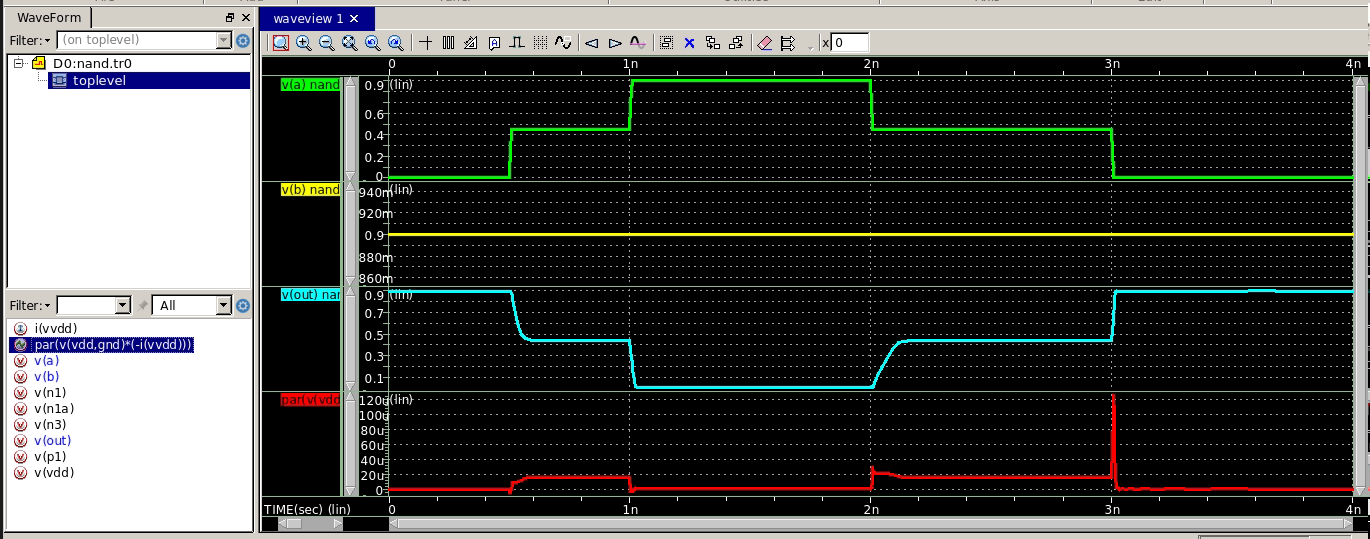 WaveForm
Filter:
(on toplevel)
D0:nand.tr0
toplevel
Filter:
All
i(vvdd)
par(v(vdd,gnd)*(-i(vvdd)))
v(a)
v(b)
v(n1)
v(n1a)
v(n3)
v(out)
v(p1)
v(vdd)
waveview 1
x 0
0 1n 2n 3n 4n
v(a) nand
0.9 (lin)
0.6
0.4
0.2
0
v(b) nand
940m (lin)
920m
0.9
880m
860m
v(out) nan
0.9 (lin)
0.7
0.5
0.3
0.1
par(v(vdd
120u (lin)
100u
80u
60u
40u
20u
0
TIME(sec) (lin) 0 1n 2n 3n 4n